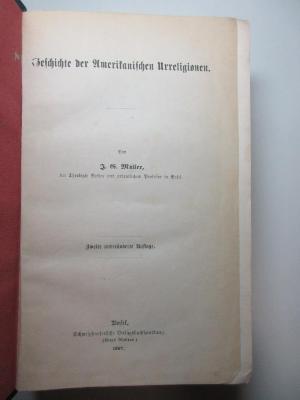 Geschichte der Amerikanischen Urreligionen.
Von
J. G. Müller,
der Theologie Doktor und ordentlichem Professor in Basel.
Zweite unveränderte Auflage.
Basel,
Schweighauserische Verlagsbuchhandlung.
1867.